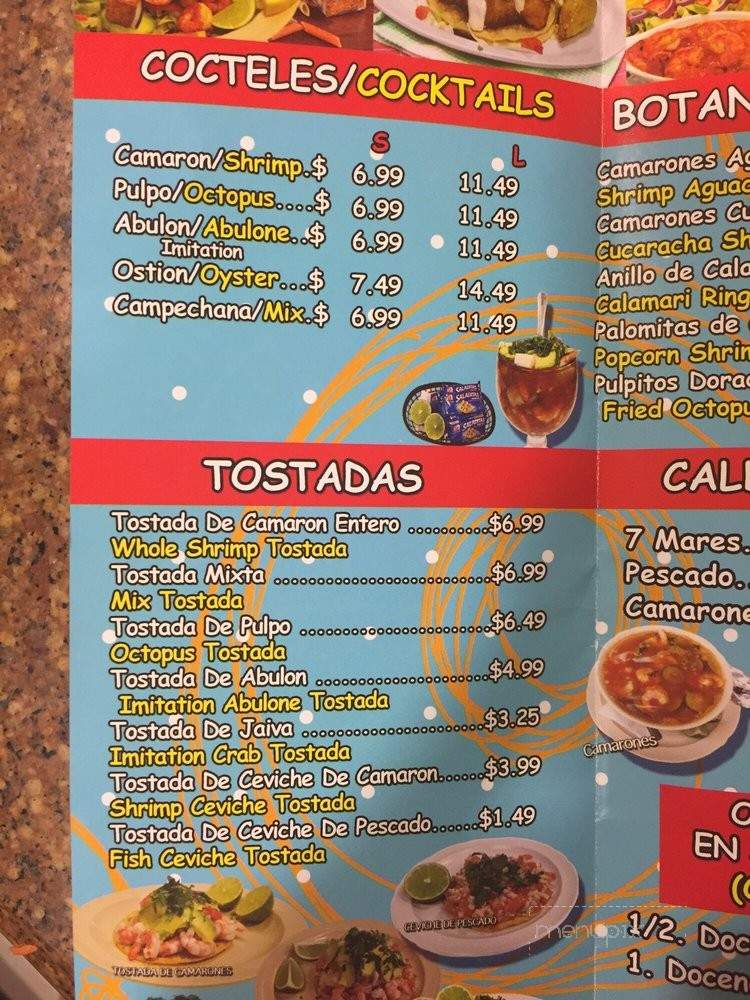 COCTELES/COCKTAILS
S L
Camaron/Shrimp.$ 6.99 11.49
Pulpo/Octopus.....$ 6.99 11.49
Abulon/Abulone..$ 6.99 11.49
Imitation
Ostion/Oyster....$ 7.49 14.49
Campechana/Mix.$ 6.99 11.49
SALADITAS
TOSTADAS
Tostada De Camaron Entero ..........$6.99
Whole Shrimp Tostada
Tostada Mixta ..........................$6.99
Mix Tostada
Tostada De Pulpo .......................$6.49
Octopus Tostada
Tostada De Abulon .....................$4.99
Imitation Abulone Tostada
Tostada De Jaiva ......................$3.25
Imitation Crab Tostada
Tostada De Ceviche De Camaron......$3.99
Shrimp Ceviche Tostada
Tostada De Ceviche De Pescado......$1.49
Fish Ceviche Tostada
TOSTADA DE CAMARONES
CEVICHE DE PESCADO
BOTAN
Camarones Ag
Shrimp Aguac
Camarones Cu
Cucaracha Sh
Anillo de Cala
Calamari Ring
Palomitas de
Popcorn Shrim
Pulpitos Dorad
Fried Octopu
CAL
7 Mares.
Pescado.
Camarone
Camarones
EN
1/2. Doc
1. Docen
menupix